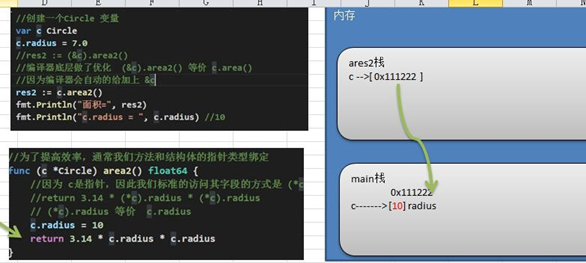 D E F G H I J K L M N
//创建一个Circle 变量
var c Circle
c.radius = 7.0
//res2 := (&c).area2()
//编译器底层做了优化 (&c).area2() 等价 c.area()
//因为编译器会自动的给加上 &c
res2 := c.area2()
fmt.Println("面积=", res2)
fmt.Println("c.radius = ", c.radius) //10
//为了提高效率，通常我们方法和结构体的指针类型绑定
func (c *Circle) area2() float64 {
//因为 c是指针，因此我们标准的访问其字段的方式是 (*c
//return 3.14 * (*c).radius * (*c).radius
// (*c).radius 等价 c.radius
c.radius = 10
return 3.14 * c.radius * c.radius
}
内存
ares2栈
c -->[ 0x111222 ]
main栈
0x111222
c------->[10] radius